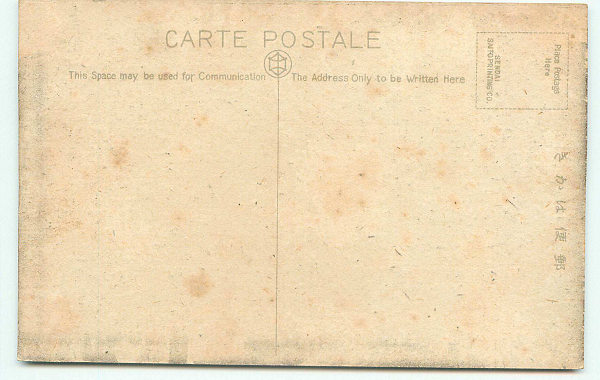 CARTE POSTALE
This Space may be used for Communication
The Address Only to be Written Here
Place Postage
Here
SENDAI
SAITO PRINTING CO.
きかは便郵